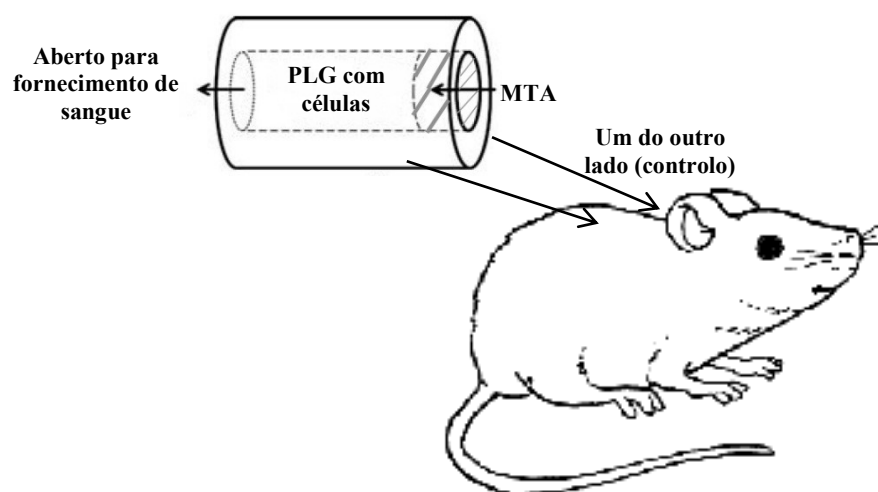 Aberto para
fornecimento de
sangue
PLG com
células
MTA
Um do outro
lado (controlo)